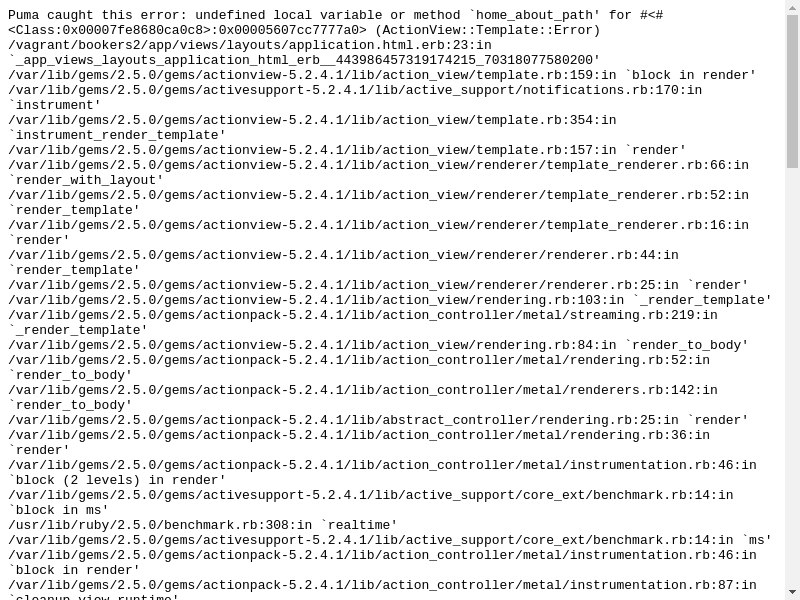 Puma caught this error: undefined local variable or method `home_about_path' for #<#
<Class:0x00007fe8680ca0c8>:0x00005607cc7777a0> (ActionView::Template::Error)
/vagrant/bookers2/app/views/layouts/application.html.erb:23:in
`_app_views_layouts_application_html_erb__443986457319174215_70318077580200'
/var/lib/gems/2.5.0/gems/actionview-5.2.4.1/lib/action_view/template.rb:159:in `block in render'
/var/lib/gems/2.5.0/gems/activesupport-5.2.4.1/lib/active_support/notifications.rb:170:in
`instrument'
/var/lib/gems/2.5.0/gems/actionview-5.2.4.1/lib/action_view/template.rb:354:in
`instrument_render_template'
/var/lib/gems/2.5.0/gems/actionview-5.2.4.1/lib/action_view/template.rb:157:in `render'
/var/lib/gems/2.5.0/gems/actionview-5.2.4.1/lib/action_view/renderer/template_renderer.rb:66:in
`render_with_layout'
/var/lib/gems/2.5.0/gems/actionview-5.2.4.1/lib/action_view/renderer/template_renderer.rb:52:in
`render_template'
/var/lib/gems/2.5.0/gems/actionview-5.2.4.1/lib/action_view/renderer/template_renderer.rb:16:in
`render'
/var/lib/gems/2.5.0/gems/actionview-5.2.4.1/lib/action_view/renderer/renderer.rb:44:in
`render_template'
/var/lib/gems/2.5.0/gems/actionview-5.2.4.1/lib/action_view/renderer/renderer.rb:25:in `render'
/var/lib/gems/2.5.0/gems/actionview-5.2.4.1/lib/action_view/rendering.rb:103:in `_render_template'
/var/lib/gems/2.5.0/gems/actionpack-5.2.4.1/lib/action_controller/metal/streaming.rb:219:in
`_render_template'
/var/lib/gems/2.5.0/gems/actionview-5.2.4.1/lib/action_view/rendering.rb:84:in `render_to_body'
/var/lib/gems/2.5.0/gems/actionpack-5.2.4.1/lib/action_controller/metal/rendering.rb:52:in
`render_to_body'
/var/lib/gems/2.5.0/gems/actionpack-5.2.4.1/lib/action_controller/metal/renderers.rb:142:in
`render_to_body'
/var/lib/gems/2.5.0/gems/actionpack-5.2.4.1/lib/abstract_controller/rendering.rb:25:in `render'
/var/lib/gems/2.5.0/gems/actionpack-5.2.4.1/lib/action_controller/metal/rendering.rb:36:in
`render'
/var/lib/gems/2.5.0/gems/actionpack-5.2.4.1/lib/action_controller/metal/instrumentation.rb:46:in
`block (2 levels) in render'
/var/lib/gems/2.5.0/gems/activesupport-5.2.4.1/lib/active_support/core_ext/benchmark.rb:14:in
`block in ms'
/usr/lib/ruby/2.5.0/benchmark.rb:308:in `realtime'
/var/lib/gems/2.5.0/gems/activesupport-5.2.4.1/lib/active_support/core_ext/benchmark.rb:14:in `ms'
/var/lib/gems/2.5.0/gems/actionpack-5.2.4.1/lib/action_controller/metal/instrumentation.rb:46:in
`block in render'
/var/lib/gems/2.5.0/gems/actionpack-5.2.4.1/lib/action_controller/metal/instrumentation.rb:87:in
`cleanup_view_runtime'